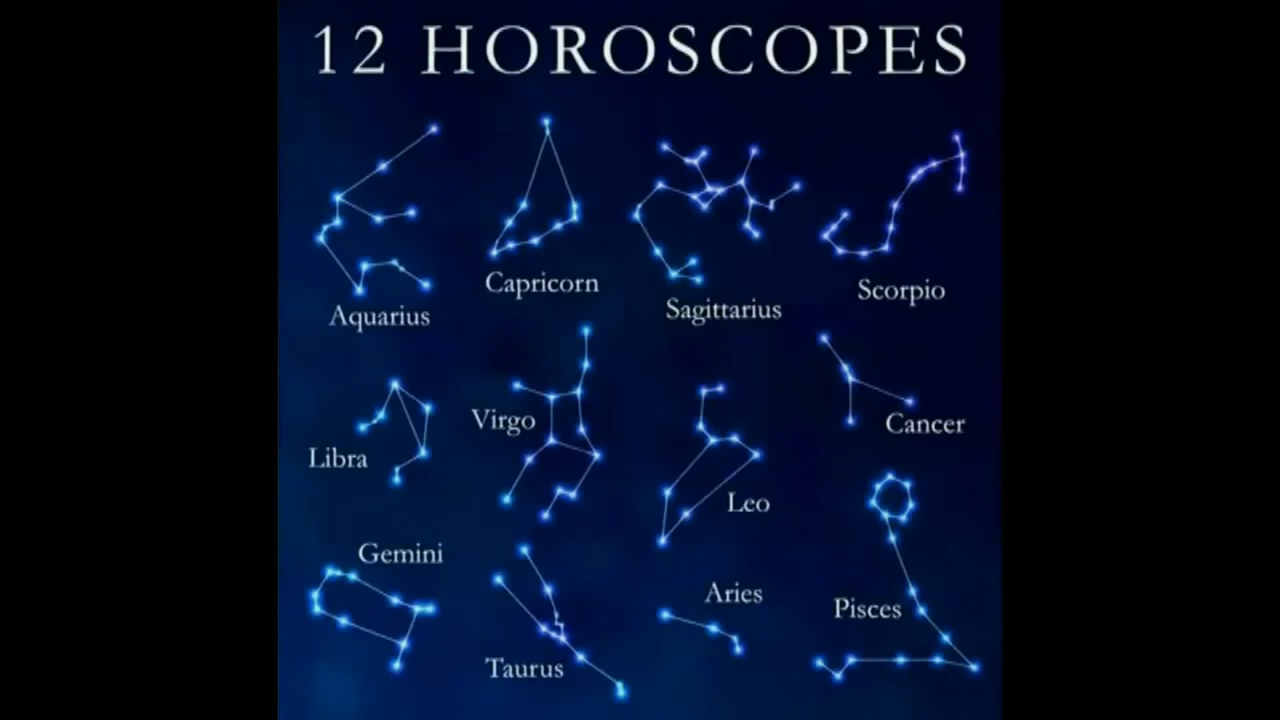 12 HOROSCOPES
Aquarius
Capricorn
Sagittarius
Scorpio
Libra
Virgo
Leo
Cancer
Gemini
Taurus
Aries
Pisces